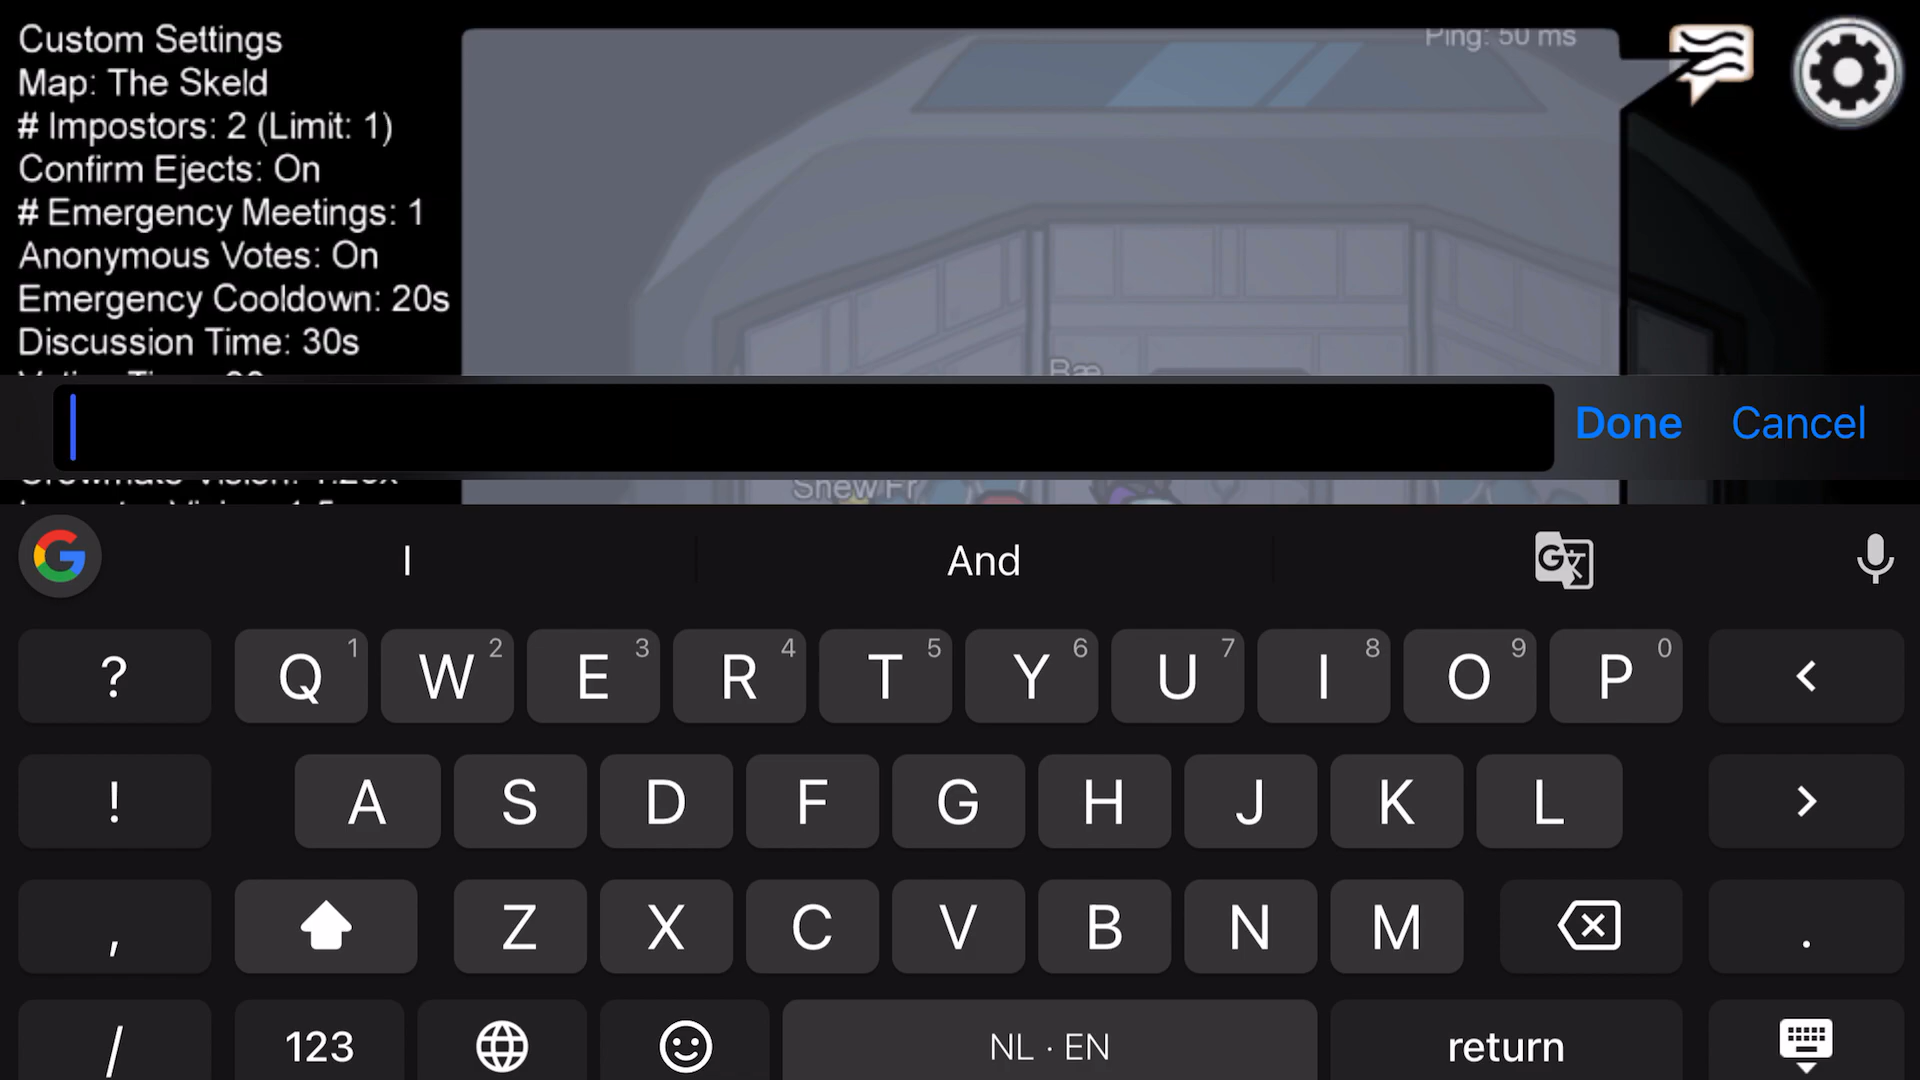 Custom Settings
Map: The Skeld
# Impostors: 2 (Limit: 1)
Confirm Ejects: On
# Emergency Meetings: 1
Anonymous Votes: On
Emergency Cooldown: 20s
Discussion Time: 30s
Ping: 50 ms
Bæ
Done Cancel
I And
? Q 1 W 2 E 3 R 4 T 5 Y 6 U 7 I 8 O 9 P 0 <
! A S D F G H J K L >
, Z X C V B N M .
/ 123 NL · EN return